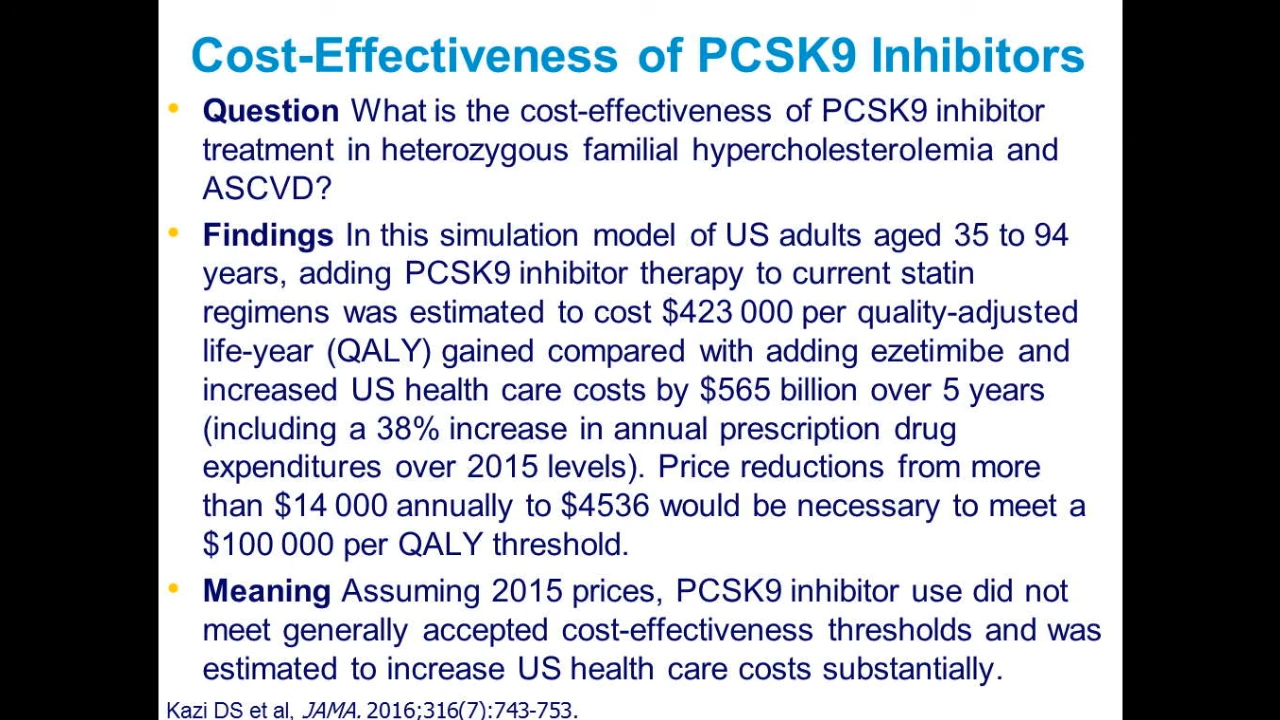 Cost-Effectiveness of PCSK9 Inhibitors
• Question What is the cost-effectiveness of PCSK9 inhibitor
treatment in heterozygous familial hypercholesterolemia and
ASCVD?
• Findings In this simulation model of US adults aged 35 to 94
years, adding PCSK9 inhibitor therapy to current statin
regimens was estimated to cost $423 000 per quality-adjusted
life-year (QALY) gained compared with adding ezetimibe and
increased US health care costs by $565 billion over 5 years
(including a 38% increase in annual prescription drug
expenditures over 2015 levels). Price reductions from more
than $14 000 annually to $4536 would be necessary to meet a
$100 000 per QALY threshold.
• Meaning Assuming 2015 prices, PCSK9 inhibitor use did not
meet generally accepted cost-effectiveness thresholds and was
estimated to increase US health care costs substantially.
Kazi DS et al, JAMA. 2016;316(7):743-753.